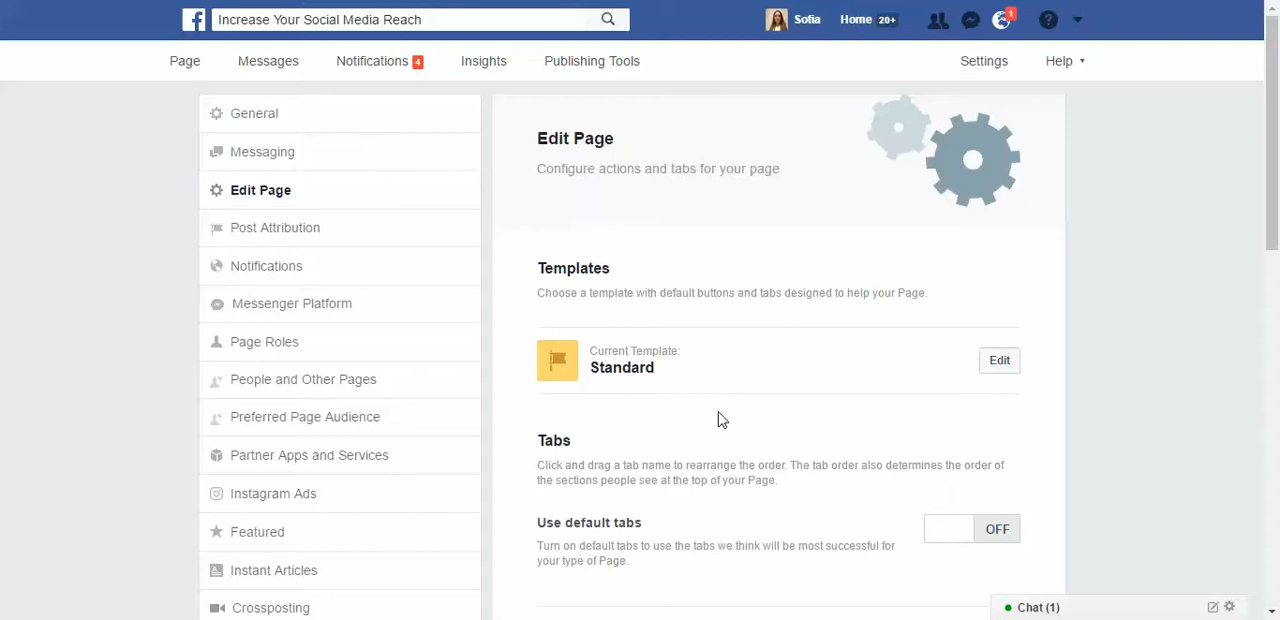 Increase Your Social Media Reach
Sofia
Home 20+
1
Page
Messages
Notifications 4
Insights
Publishing Tools
Settings
Help
General
Messaging
Edit Page
Post Attribution
Notifications
Messenger Platform
Page Roles
People and Other Pages
Preferred Page Audience
Partner Apps and Services
Instagram Ads
Featured
Instant Articles
Crossposting
Edit Page
Configure actions and tabs for your page
Templates
Choose a template with default buttons and tabs designed to help your Page.
Current Template:
Standard
Edit
Tabs
Click and drag a tab name to rearrange the order. The tab order also determines the order of
the sections people see at the top of your Page.
Use default tabs
OFF
Turn on default tabs to use the tabs we think will be most successful for
your type of Page.
Chat (1)